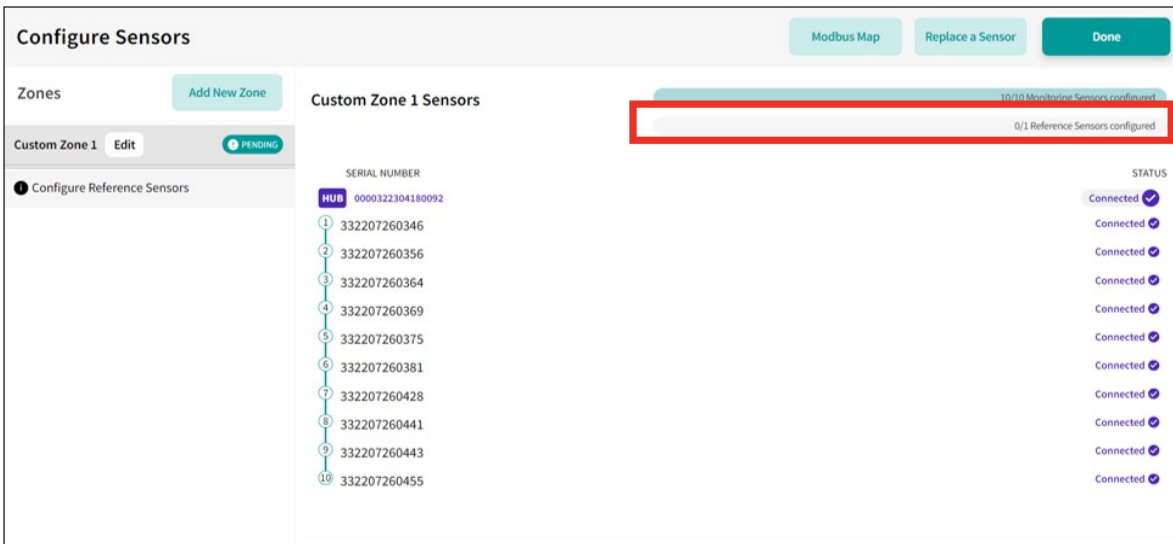 Configure Sensors
Modbus Map
Replace a Sensor
Done
Zones
Add New Zone
Custom Zone 1 Sensors
10/10 Monitoring Sensors configured
0/1 Reference Sensors configured
Custom Zone 1
Edit
PENDING
Configure Reference Sensors
SERIAL NUMBER STATUS
HUB 0000322304180092 Connected
1 332207260346 Connected
2 332207260356 Connected
3 332207260364 Connected
4 332207260369 Connected
5 332207260375 Connected
6 332207260381 Connected
7 332207260428 Connected
8 332207260441 Connected
9 332207260443 Connected
10 332207260455 Connected